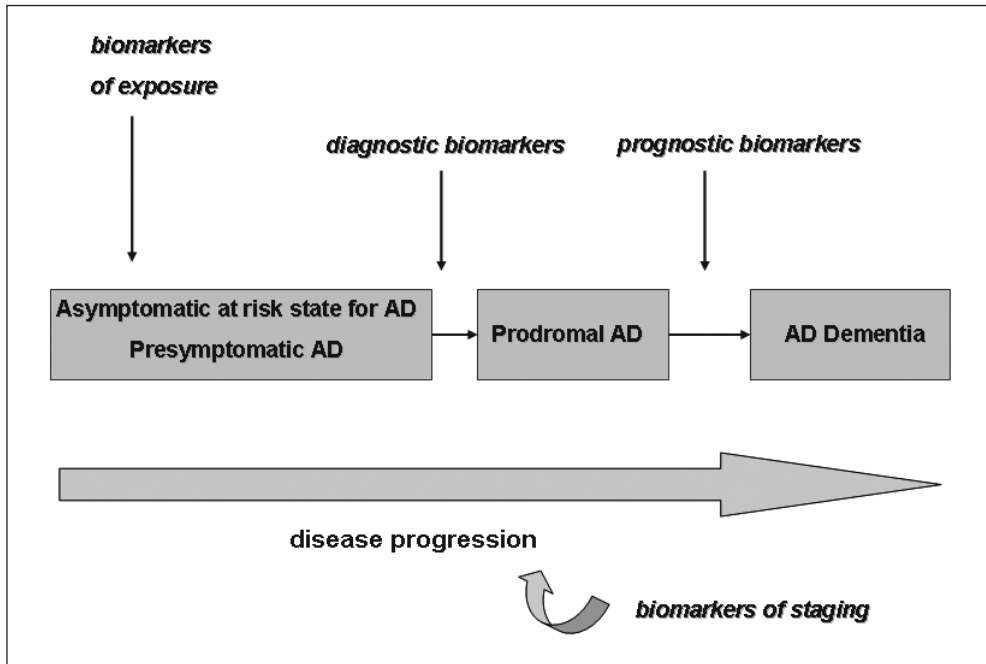 biomarkers
of exposure
diagnostic biomarkers
prognostic biomarkers
Asymptomatic at risk state for AD
Presymptomatic AD
Prodromal AD
AD Dementia
disease progression
biomarkers of staging